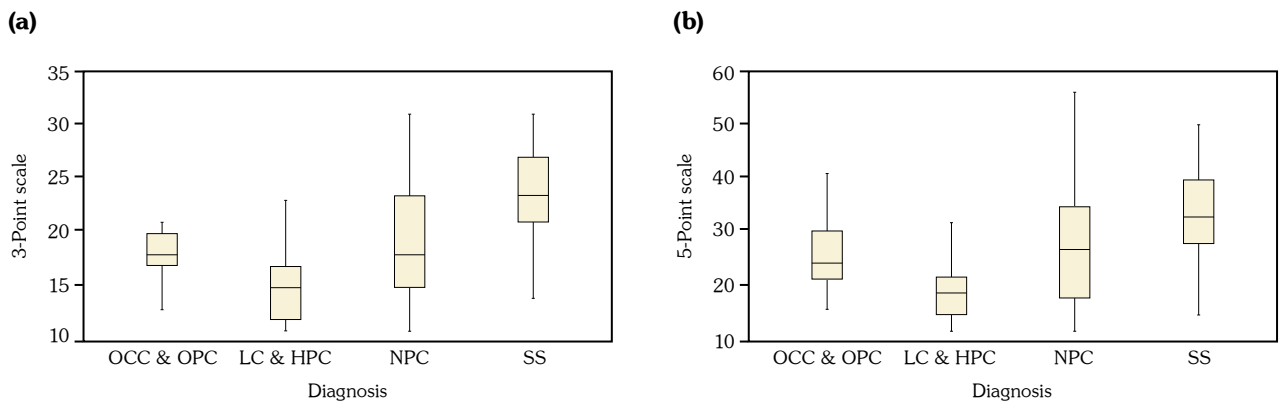 (a)
3-Point scale
35
30
25
20
15
10
OCC & OPC LC & HPC NPC SS
Diagnosis
(b)
5-Point scale
60
50
40
30
20
10
OCC & OPC LC & HPC NPC SS
Diagnosis